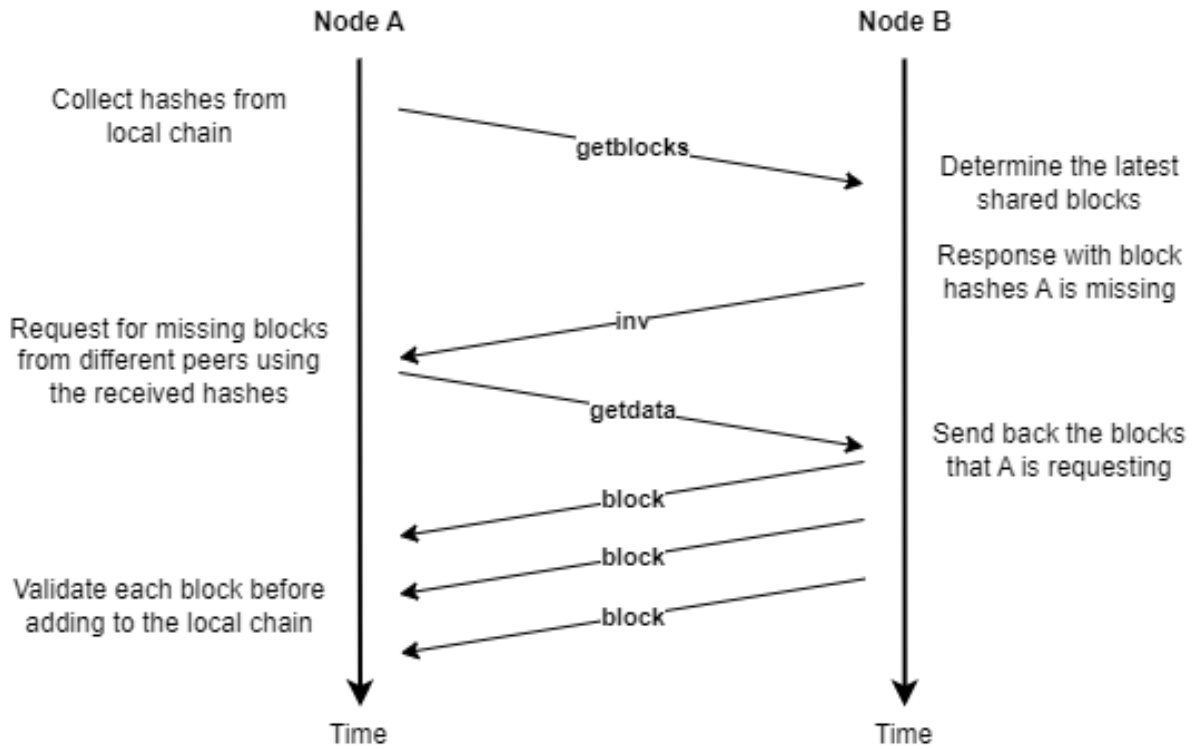 Node A
Node B
Collect hashes from
local chain
getblocks
Determine the latest
shared blocks
Response with block
hashes A is missing
inv
Request for missing blocks
from different peers using
the received hashes
getdata
Send back the blocks
that A is requesting
block
block
block
Validate each block before
adding to the local chain
Time
Time